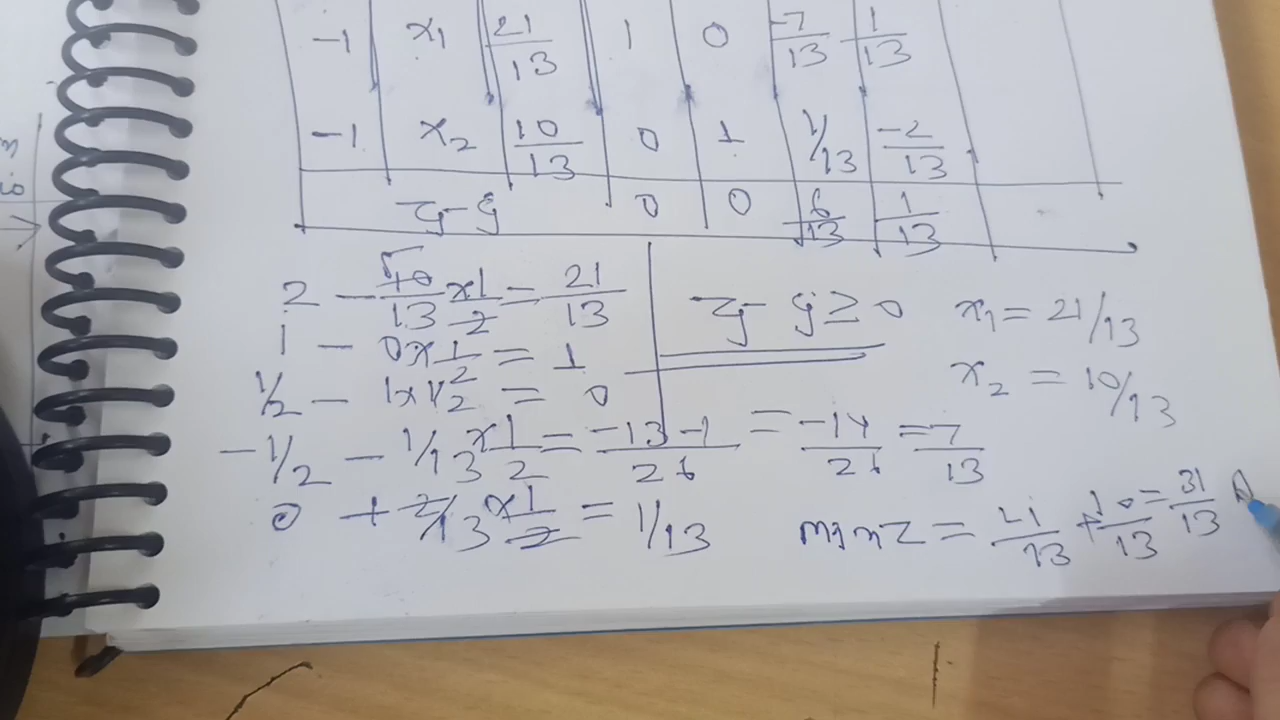 -1 x₁ 21/13 1 0 -7/13 1/13
-1 x₂ 10/13 0 1 1/13 -2/13
zj-cj 0 0 6/13 1/13
2 - 10/13 x 1/2 = 21/13
1 - 0x1/2 = 1
1/2 - 1x1/2 = 0
-1/2 - 1/13 x 1/2 = -13-1/26 = -14/26 = -7/13
0 + 2/13 x 1/2 = 1/13
zj - cj ≥ 0
x₁ = 21/13
x₂ = 10/13
min Z = 21/13 + 10/13 = 31/13